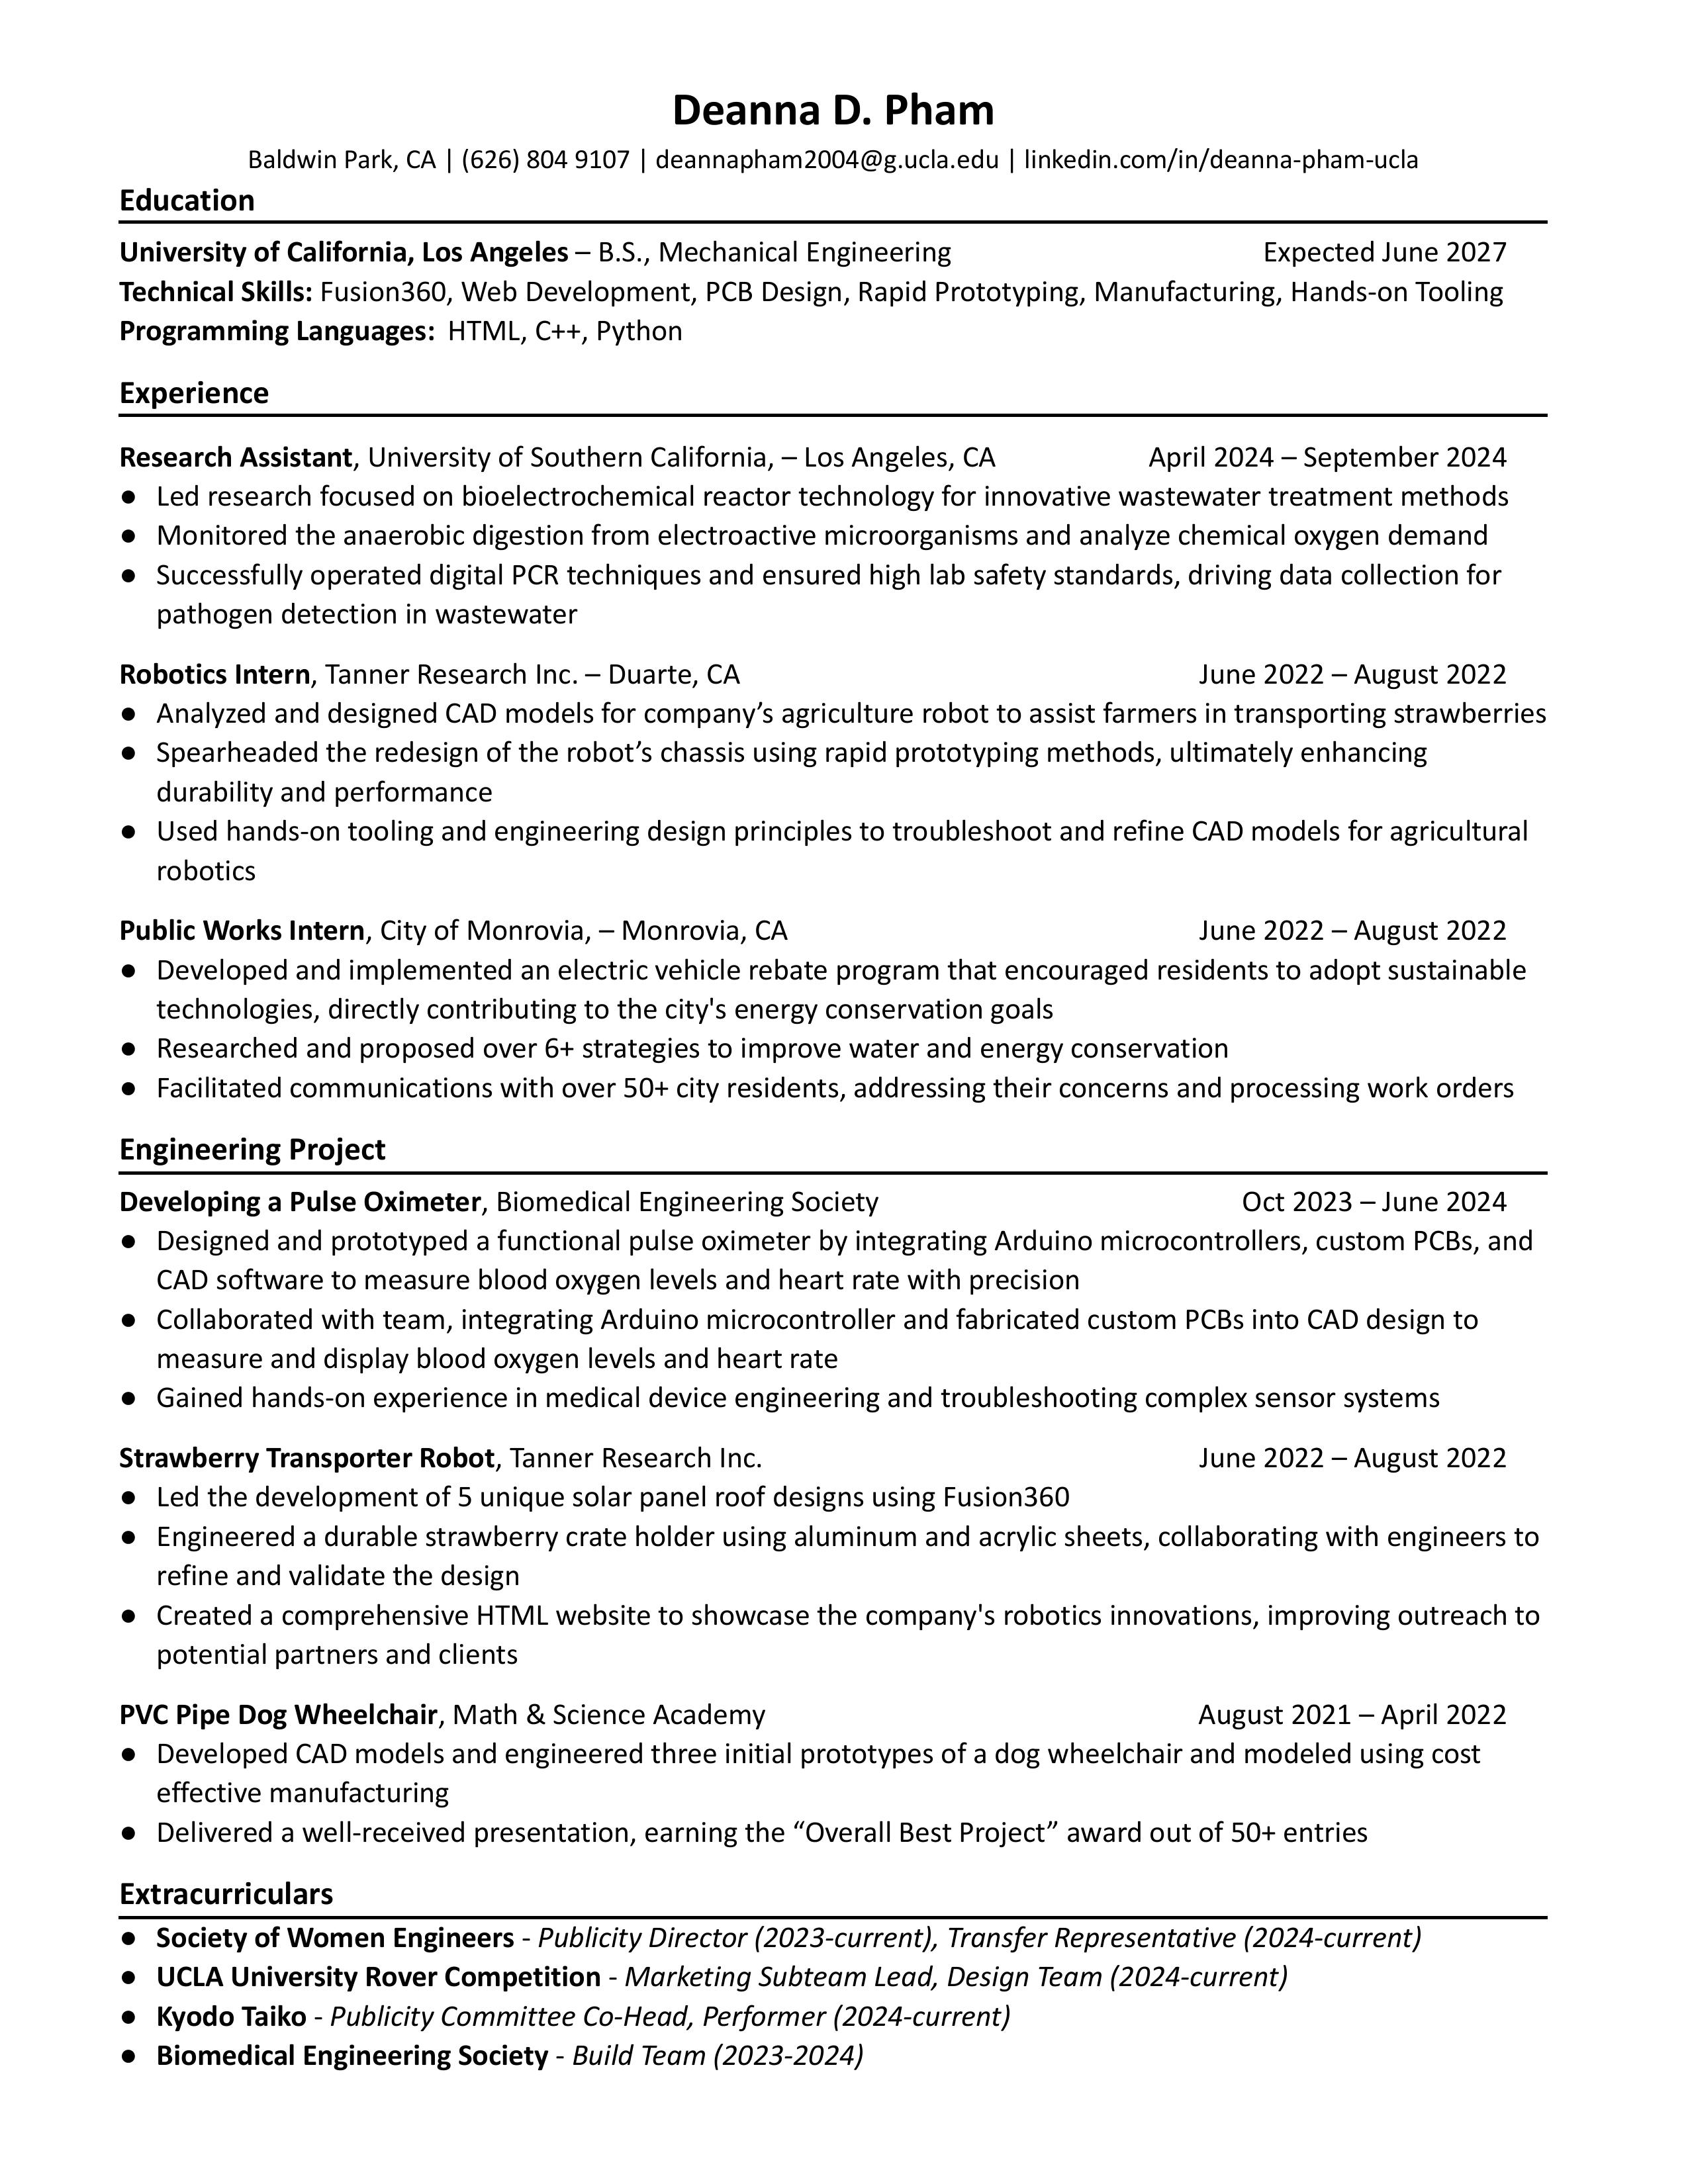 Deanna D. Pham
Baldwin Park, CA | (626) 804 9107 | deannapham2004@g.ucla.edu | linkedin.com/in/deanna-pham-ucla
Education
University of California, Los Angeles – B.S., Mechanical Engineering Expected June 2027
Technical Skills: Fusion360, Web Development, PCB Design, Rapid Prototyping, Manufacturing, Hands-on Tooling
Programming Languages: HTML, C++, Python
Experience
Research Assistant, University of Southern California, – Los Angeles, CA April 2024 – September 2024
● Led research focused on bioelectrochemical reactor technology for innovative wastewater treatment methods
● Monitored the anaerobic digestion from electroactive microorganisms and analyze chemical oxygen demand
● Successfully operated digital PCR techniques and ensured high lab safety standards, driving data collection for
pathogen detection in wastewater
Robotics Intern, Tanner Research Inc. – Duarte, CA June 2022 – August 2022
● Analyzed and designed CAD models for company’s agriculture robot to assist farmers in transporting strawberries
● Spearheaded the redesign of the robot’s chassis using rapid prototyping methods, ultimately enhancing
durability and performance
● Used hands-on tooling and engineering design principles to troubleshoot and refine CAD models for agricultural
robotics
Public Works Intern, City of Monrovia, – Monrovia, CA June 2022 – August 2022
● Developed and implemented an electric vehicle rebate program that encouraged residents to adopt sustainable
technologies, directly contributing to the city's energy conservation goals
● Researched and proposed over 6+ strategies to improve water and energy conservation
● Facilitated communications with over 50+ city residents, addressing their concerns and processing work orders
Engineering Project
Developing a Pulse Oximeter, Biomedical Engineering Society Oct 2023 – June 2024
● Designed and prototyped a functional pulse oximeter by integrating Arduino microcontrollers, custom PCBs, and
CAD software to measure blood oxygen levels and heart rate with precision
● Collaborated with team, integrating Arduino microcontroller and fabricated custom PCBs into CAD design to
measure and display blood oxygen levels and heart rate
● Gained hands-on experience in medical device engineering and troubleshooting complex sensor systems
Strawberry Transporter Robot, Tanner Research Inc. June 2022 – August 2022
● Led the development of 5 unique solar panel roof designs using Fusion360
● Engineered a durable strawberry crate holder using aluminum and acrylic sheets, collaborating with engineers to
refine and validate the design
● Created a comprehensive HTML website to showcase the company's robotics innovations, improving outreach to
potential partners and clients
PVC Pipe Dog Wheelchair, Math & Science Academy August 2021 – April 2022
● Developed CAD models and engineered three initial prototypes of a dog wheelchair and modeled using cost
effective manufacturing
● Delivered a well-received presentation, earning the “Overall Best Project” award out of 50+ entries
Extracurriculars
● Society of Women Engineers - Publicity Director (2023-current), Transfer Representative (2024-current)
● UCLA University Rover Competition - Marketing Subteam Lead, Design Team (2024-current)
● Kyodo Taiko - Publicity Committee Co-Head, Performer (2024-current)
● Biomedical Engineering Society - Build Team (2023-2024)